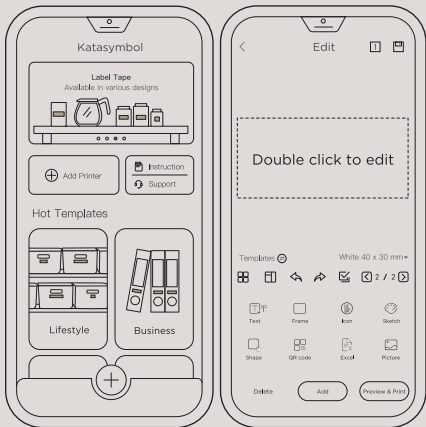 Katasymbol
Label Tape
Available in various designs
Add Printer
Instruction
Support
Hot Templates
Lifestyle
Business
Edit
1
Double click to edit
Templates
White 40 x 30 mm
2 / 2
Text
Frame
Icon
Sketch
Shape
QR code
Excel
Picture
Delete
Add
Preview & Print